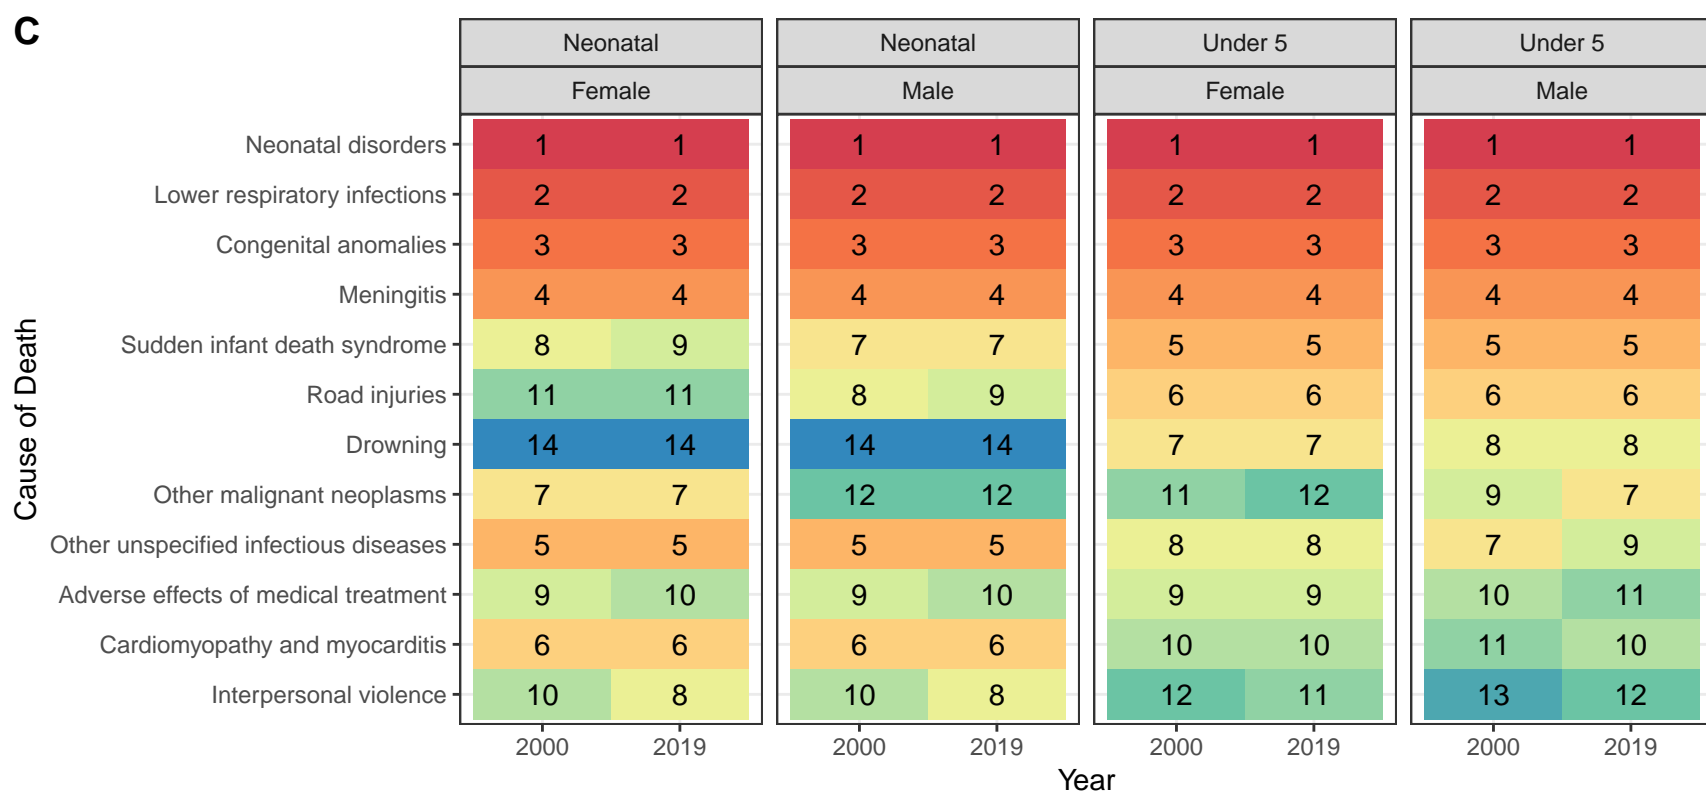 C
Neonatal Neonatal Under 5 Under 5
Female Male Female Male
Neonatal disorders 1 1 1 1 1 1 1 1
Lower respiratory infections 2 2 2 2 2 2 2 2
Congenital anomalies 3 3 3 3 3 3 3 3
Meningitis 4 4 4 4 4 4 4 4
Sudden infant death syndrome 8 9 7 7 5 5 5 5
Road injuries 11 11 8 9 6 6 6 6
Drowning 14 14 14 14 7 7 8 8
Other malignant neoplasms 7 7 12 12 11 12 9 7
Other unspecified infectious diseases 5 5 5 5 8 8 7 9
Adverse effects of medical treatment 9 10 9 10 9 9 10 11
Cardiomyopathy and myocarditis 6 6 6 6 10 10 11 10
Interpersonal violence 10 8 10 8 12 11 13 12
2000 2019 2000 2019 2000 2019 2000 2019
Year
Cause of Death